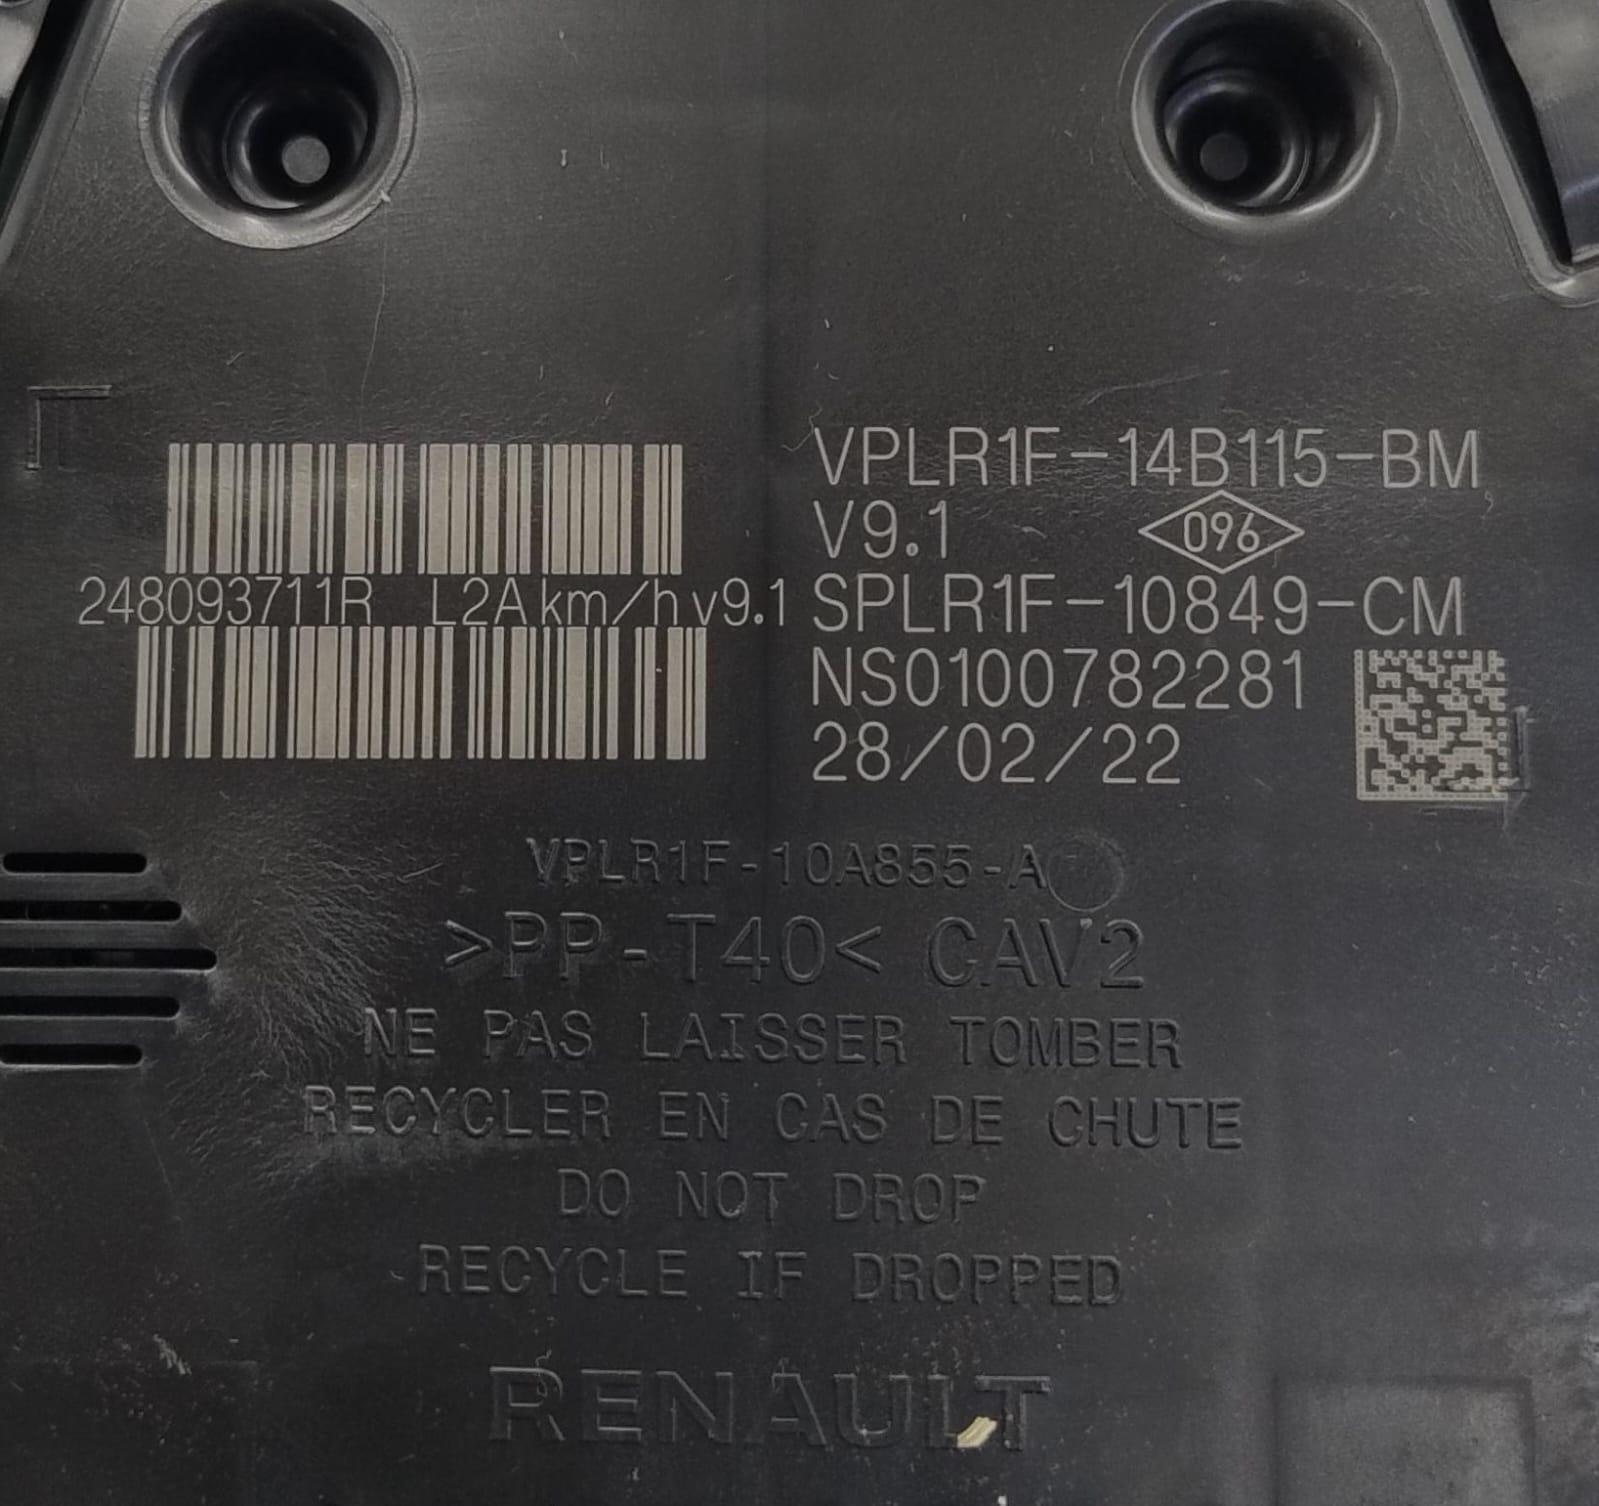 248093711R L2A km/h v9.1
VPLR1F-14B115-BM
V9.1 096
SPLR1F-10849-CM
NS0100782281
28/02/22
VPLR1F-10A855-A
>PP-T40< CAV2
NE PAS LAISSER TOMBER
RECYCLER EN CAS DE CHUTE
DO NOT DROP
RECYCLE IF DROPPED
RENAULT